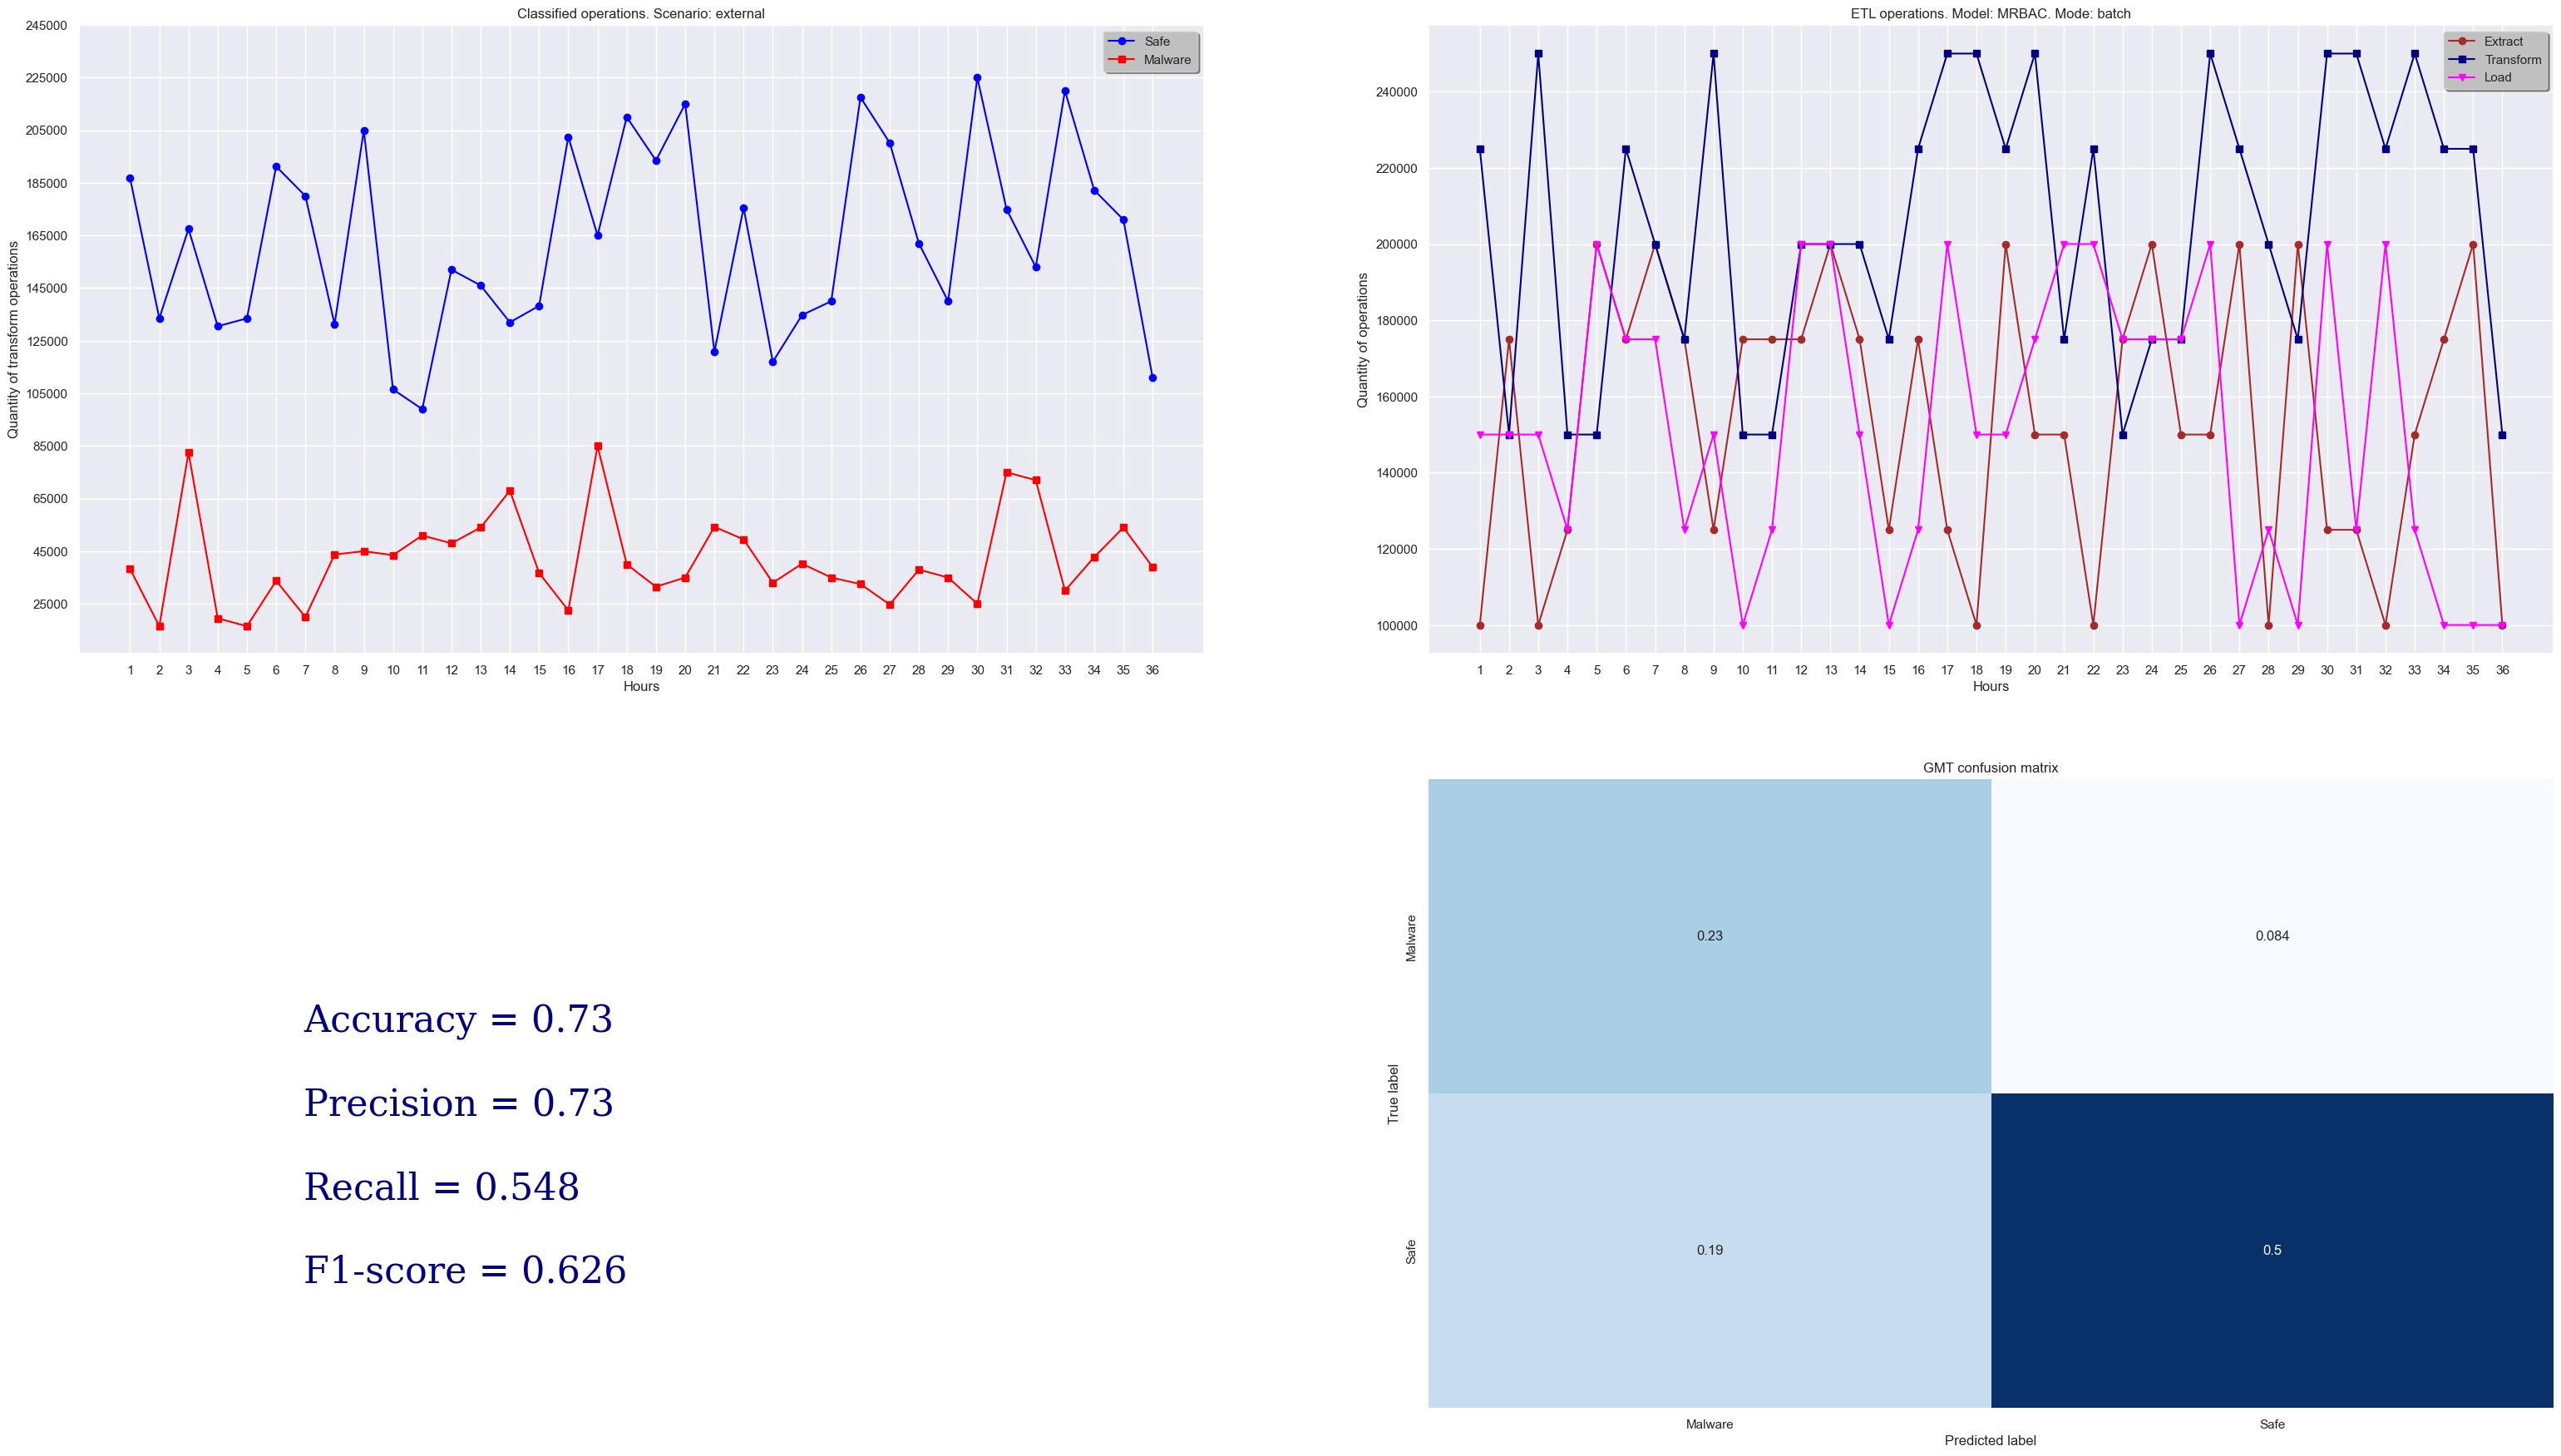 Classified operations. Scenario: external
Quantity of transform operations
245000
225000
205000
185000
165000
145000
125000
105000
85000
65000
45000
25000
Safe
Malware
1 2 3 4 5 6 7 8 9 10 11 12 13 14 15 16 17 18 19 20 21 22 23 24 25 26 27 28 29 30 31 32 33 34 35 36
Hours
ETL operations. Model: MRBAC. Mode: batch
Quantity of operations
240000
220000
200000
180000
160000
140000
120000
100000
Extract
Transform
Load
1 2 3 4 5 6 7 8 9 10 11 12 13 14 15 16 17 18 19 20 21 22 23 24 25 26 27 28 29 30 31 32 33 34 35 36
Hours
Accuracy = 0.73
Precision = 0.73
Recall = 0.548
F1-score = 0.626
GMT confusion matrix
True label
Malware
0.23 0.084
Safe
0.19 0.5
Malware Safe
Predicted label